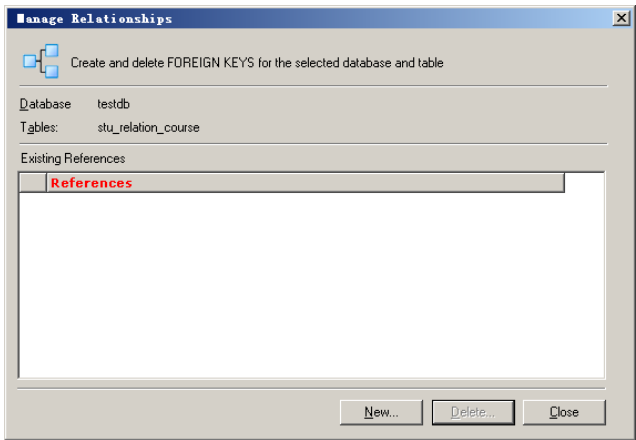 Manage Relationships
Create and delete FOREIGN KEYS for the selected database and table
Database testdb
Tables: stu_relation_course
Existing References
References
New... Delete... Close